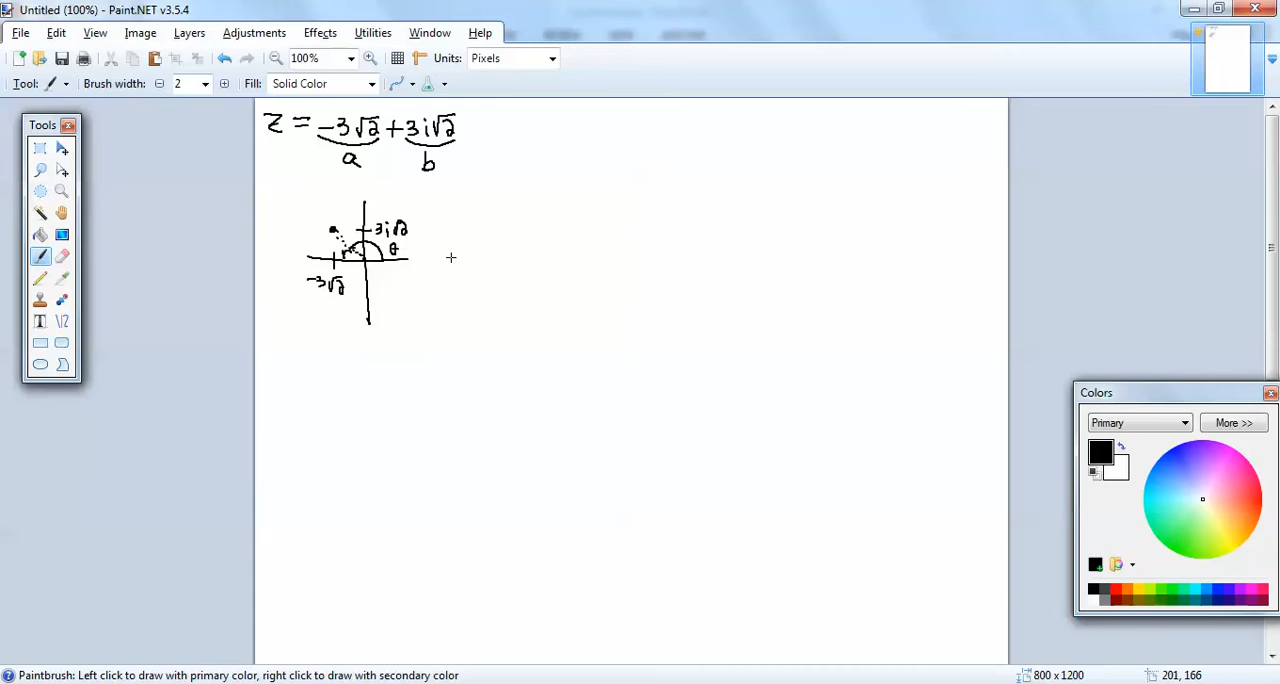 Untitled (100%) - Paint.NET v3.5.4
File Edit View Image Layers Adjustments Effects Utilities Window Help
100% Units: Pixels
Tool: Brush width: 2 Fill: Solid Color
Tools
z = -3√2 + 3i√2
a b
3i√2
θ
-3√2
Colors
Primary More >>
Paintbrush: Left click to draw with primary color, right click to draw with secondary color 800 x 1200 201, 166